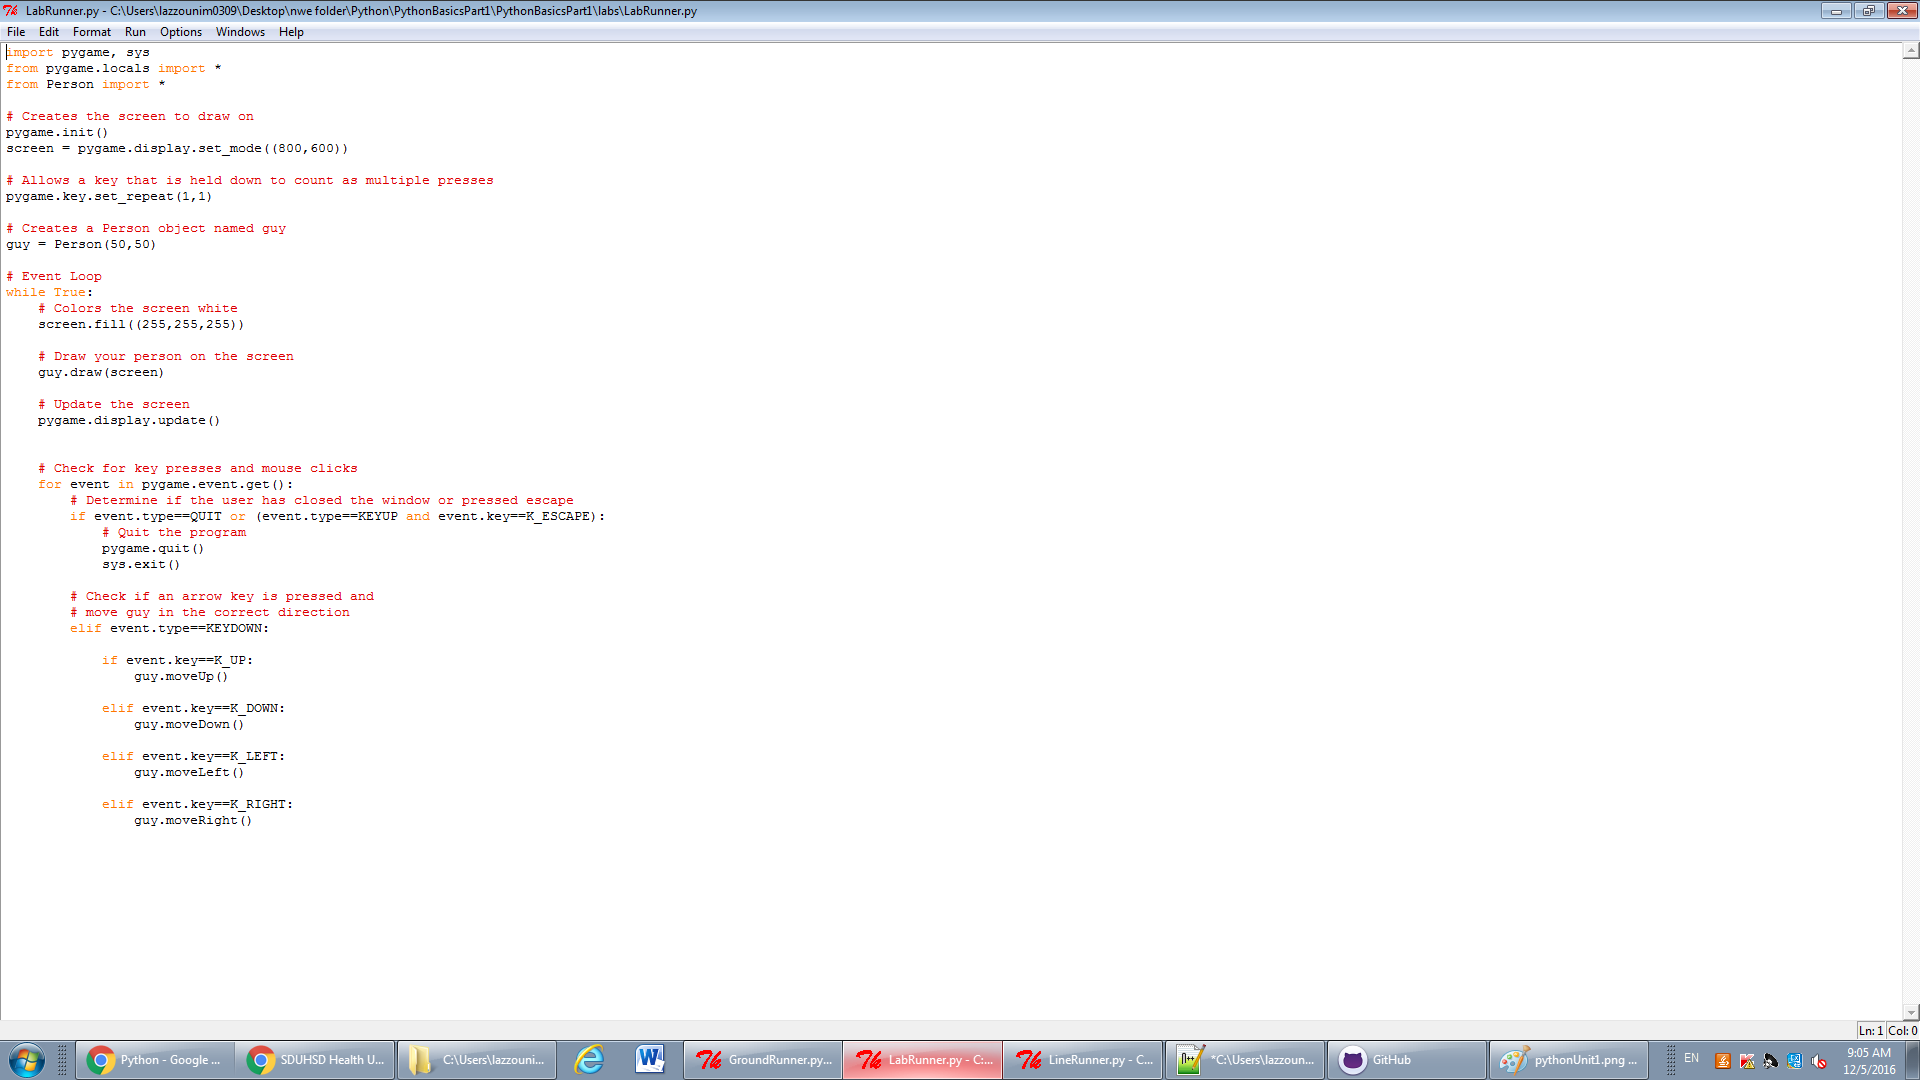 LabRunner.py - C:\Users\lazzounim0309\Desktop\nwe folder\Python\PythonBasicsPart1\PythonBasicsPart1\labs\LabRunner.py
File Edit Format Run Options Windows Help
import pygame, sys
from pygame.locals import *
from Person import *

# Creates the screen to draw on
pygame.init()
screen = pygame.display.set_mode((800,600))

# Allows a key that is held down to count as multiple presses
pygame.key.set_repeat(1,1)

# Creates a Person object named guy
guy = Person(50,50)

# Event Loop
while True:
    # Colors the screen white
    screen.fill((255,255,255))

    # Draw your person on the screen
    guy.draw(screen)

    # Update the screen
    pygame.display.update()


    # Check for key presses and mouse clicks
    for event in pygame.event.get():
        # Determine if the user has closed the window or pressed escape
        if event.type==QUIT or (event.type==KEYUP and event.key==K_ESCAPE):
            # Quit the program
            pygame.quit()
            sys.exit()

        # Check if an arrow key is pressed and
        # move guy in the correct direction
        elif event.type==KEYDOWN:

            if event.key==K_UP:
                guy.moveUp()

            elif event.key==K_DOWN:
                guy.moveDown()

            elif event.key==K_LEFT:
                guy.moveLeft()

            elif event.key==K_RIGHT:
                guy.moveRight()
Ln: 1 Col: 0
Python - Google ... SDUHSD Health U... C:\Users\lazzouni... GroundRunner.py... LabRunner.py - C:... LineRunner.py - C... *C:\Users\lazzoun... GitHub pythonUnit1.png ... EN 9:05 AM
12/5/2016